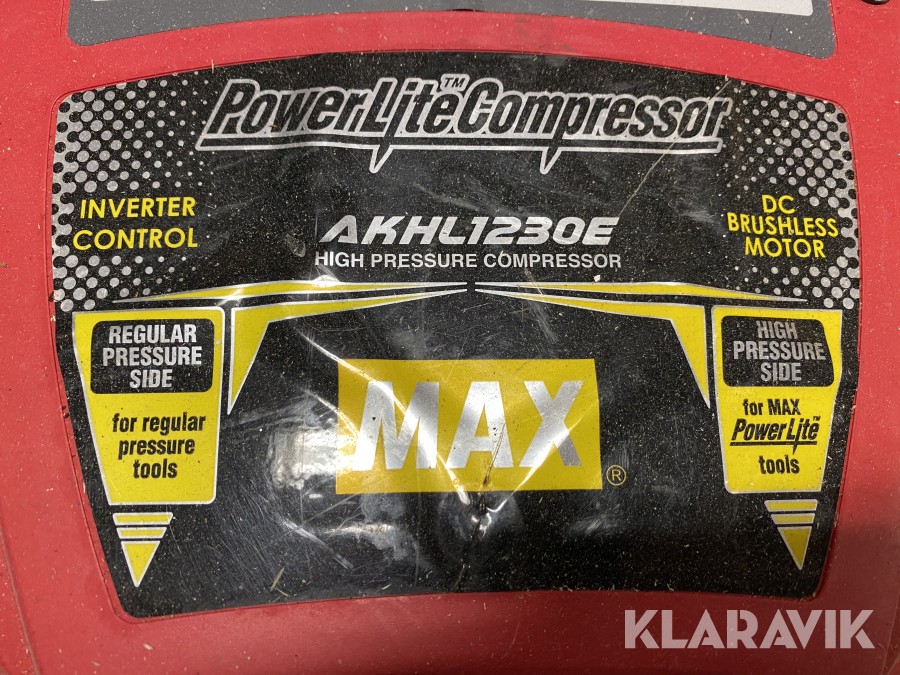 PowerLite™Compressor
INVERTER
CONTROL
AKHL1230E
HIGH PRESSURE COMPRESSOR
DC
BRUSHLESS
MOTOR
REGULAR
PRESSURE
SIDE
for regular
pressure
tools
MAX®
HIGH
PRESSURE
SIDE
for MAX
PowerLite™
tools
KLARAVIK